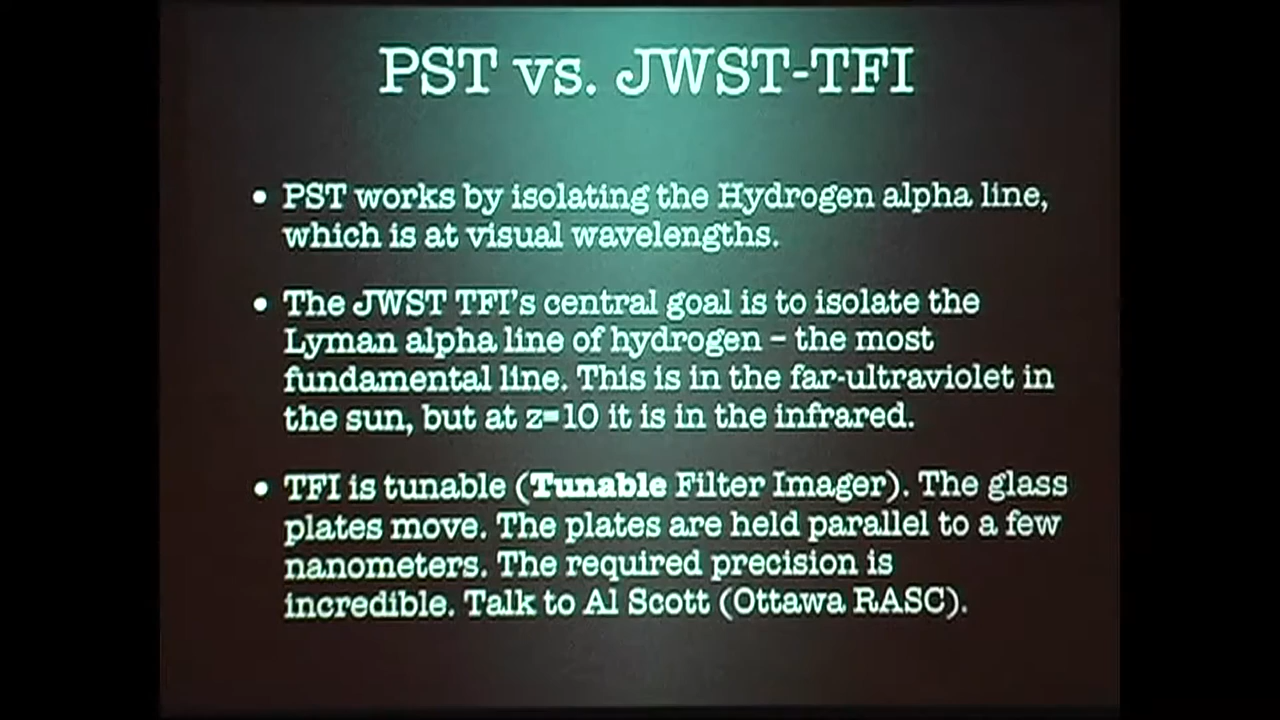 PST vs. JWST-TFI
• PST works by isolating the Hydrogen alpha line,
which is at visual wavelengths.
• The JWST TFI's central goal is to isolate the
Lyman alpha line of hydrogen – the most
fundamental line. This is in the far-ultraviolet in
the sun, but at z=10 it is in the infrared.
• TFI is tunable (Tunable Filter Imager). The glass
plates move. The plates are held parallel to a few
nanometers. The required precision is
incredible. Talk to Al Scott (Ottawa RASC).